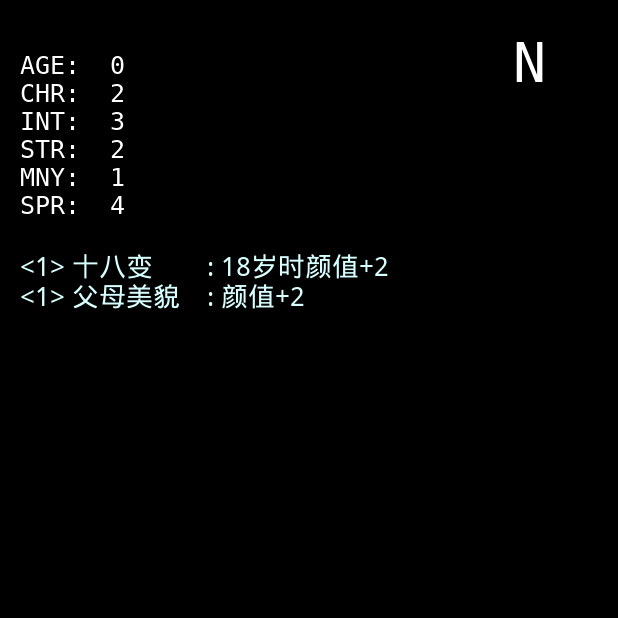 N
AGE: 0
CHR: 2
INT: 3
STR: 2
MNY: 1
SPR: 4
<1> 十八变 : 18岁时颜值+2
<1> 父母美貌 : 颜值+2